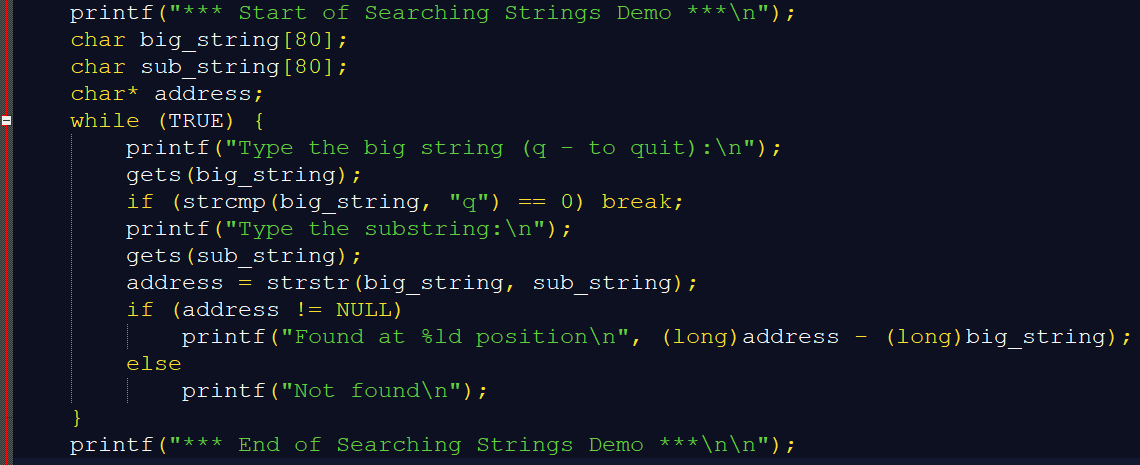 printf("*** Start of Searching Strings Demo ***\n");
char big_string[80];
char sub_string[80];
char* address;
while (TRUE) {
printf("Type the big string (q - to quit):\n");
gets(big_string);
if (strcmp(big_string, "q") == 0) break;
printf("Type the substring:\n");
gets(sub_string);
address = strstr(big_string, sub_string);
if (address != NULL)
printf("Found at %ld position\n", (long)address - (long)big_string);
else
printf("Not found\n");
}
printf("*** End of Searching Strings Demo ***\n\n");